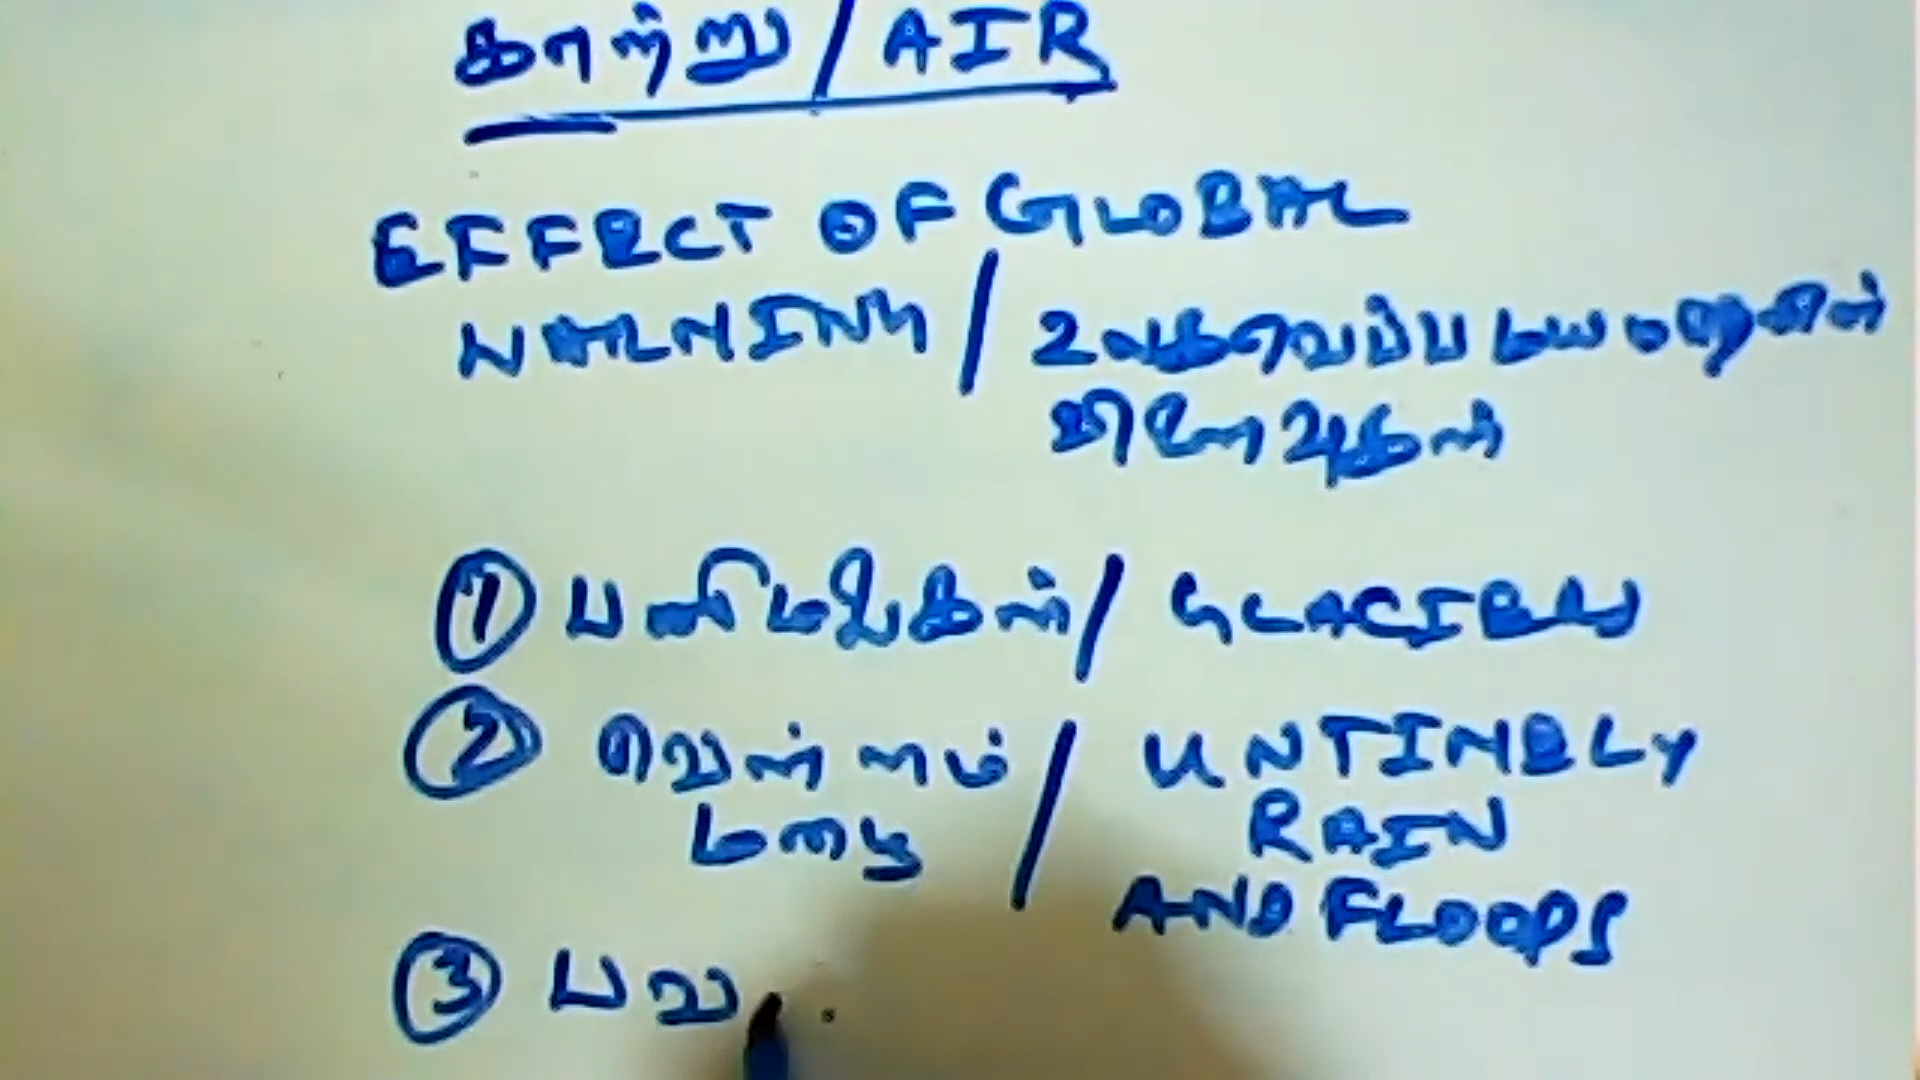 காற்று / AIR
EFFECT OF GLOBAL
WARMING / உலகவெப்பமயமாதலின்
விளைவுகள்
① பனிமலைகள் / GLACIERS
② வெள்ளம் / UNTIMELY
மழை RAIN
AND FLOODS
③ பவ